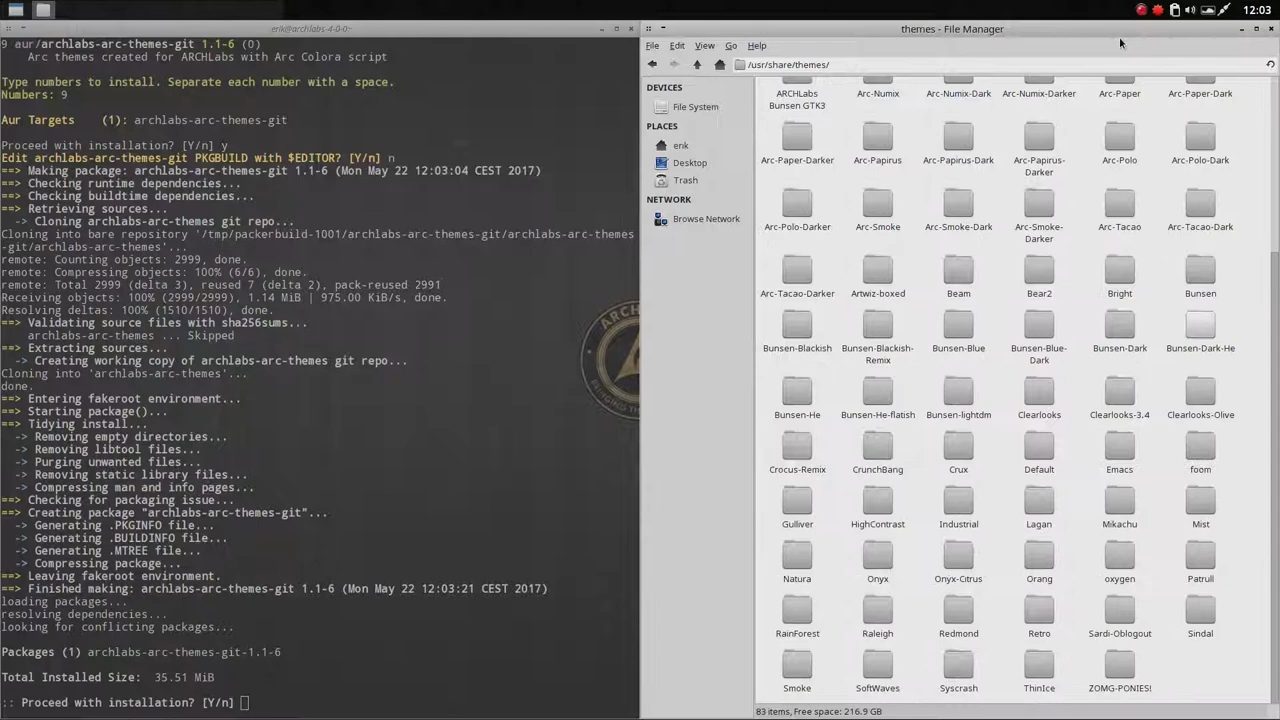 12:03
erik@archlabs-4-0-0~
9 aur/archlabs-arc-themes-git 1.1-6 (0)
Arc themes created for ARCHLabs with Arc Colora script
Type numbers to install. Separate each number with a space.
Numbers: 9
Aur Targets    (1): archlabs-arc-themes-git
Proceed with installation? [Y/n] y
Edit archlabs-arc-themes-git PKGBUILD with $EDITOR? [Y/n] n
==> Making package: archlabs-arc-themes-git 1.1-6 (Mon May 22 12:03:04 CEST 2017)
==> Checking runtime dependencies...
==> Checking buildtime dependencies...
==> Retrieving sources...
-> Cloning archlabs-arc-themes git repo...
Cloning into bare repository '/tmp/packerbuild-1001/archlabs-arc-themes-git/archlabs-arc-themes
-git/archlabs-arc-themes'...
remote: Counting objects: 2999, done.
remote: Compressing objects: 100% (6/6), done.
remote: Total 2999 (delta 3), reused 7 (delta 2), pack-reused 2991
Receiving objects: 100% (2999/2999), 1.14 MiB | 975.00 KiB/s, done.
Resolving deltas: 100% (1510/1510), done.
==> Validating source files with sha256sums...
archlabs-arc-themes ... Skipped
==> Extracting sources...
-> Creating working copy of archlabs-arc-themes git repo...
Cloning into 'archlabs-arc-themes'...
done.
==> Entering fakeroot environment...
==> Starting package()...
==> Tidying install...
-> Removing empty directories...
-> Removing libtool files...
-> Purging unwanted files...
-> Removing static library files...
-> Compressing man and info pages...
==> Checking for packaging issue...
==> Creating package "archlabs-arc-themes-git"...
-> Generating .PKGINFO file...
-> Generating .BUILDINFO file...
-> Generating .MTREE file...
-> Compressing package...
==> Leaving fakeroot environment.
==> Finished making: archlabs-arc-themes-git 1.1-6 (Mon May 22 12:03:21 CEST 2017)
loading packages...
resolving dependencies...
looking for conflicting packages...
Packages (1) archlabs-arc-themes-git-1.1-6
Total Installed Size:  35.51 MiB
:: Proceed with installation? [Y/n]
themes - File Manager
File Edit View Go Help
/usr/share/themes/
DEVICES
File System
PLACES
erik
Desktop
Trash
NETWORK
Browse Network
ARCHLabs Arc-Numix Arc-Numix-Dark Arc-Numix-Darker Arc-Paper Arc-Paper-Dark
Bunsen GTK3
Arc-Paper-Darker Arc-Papirus Arc-Papirus-Dark Arc-Papirus- Arc-Polo Arc-Polo-Dark
Darker
Arc-Polo-Darker Arc-Smoke Arc-Smoke-Dark Arc-Smoke- Arc-Tacao Arc-Tacao-Dark
Darker
Arc-Tacao-Darker Artwiz-boxed Beam Bear2 Bright Bunsen
Bunsen-Blackish Bunsen-Blackish- Bunsen-Blue Bunsen-Blue- Bunsen-Dark Bunsen-Dark-He
Remix Dark
Bunsen-He Bunsen-He-flatish Bunsen-lightdm Clearlooks Clearlooks-3.4 Clearlooks-Olive
Crocus-Remix CrunchBang Crux Default Emacs foom
Gulliver HighContrast Industrial Lagan Mikachu Mist
Natura Onyx Onyx-Citrus Orang oxygen Patrull
RainForest Raleigh Redmond Retro Sardi-Oblogout Sindal
Smoke SoftWaves Syscrash ThinIce ZOMG-PONIES!
83 items, Free space: 216.9 GB